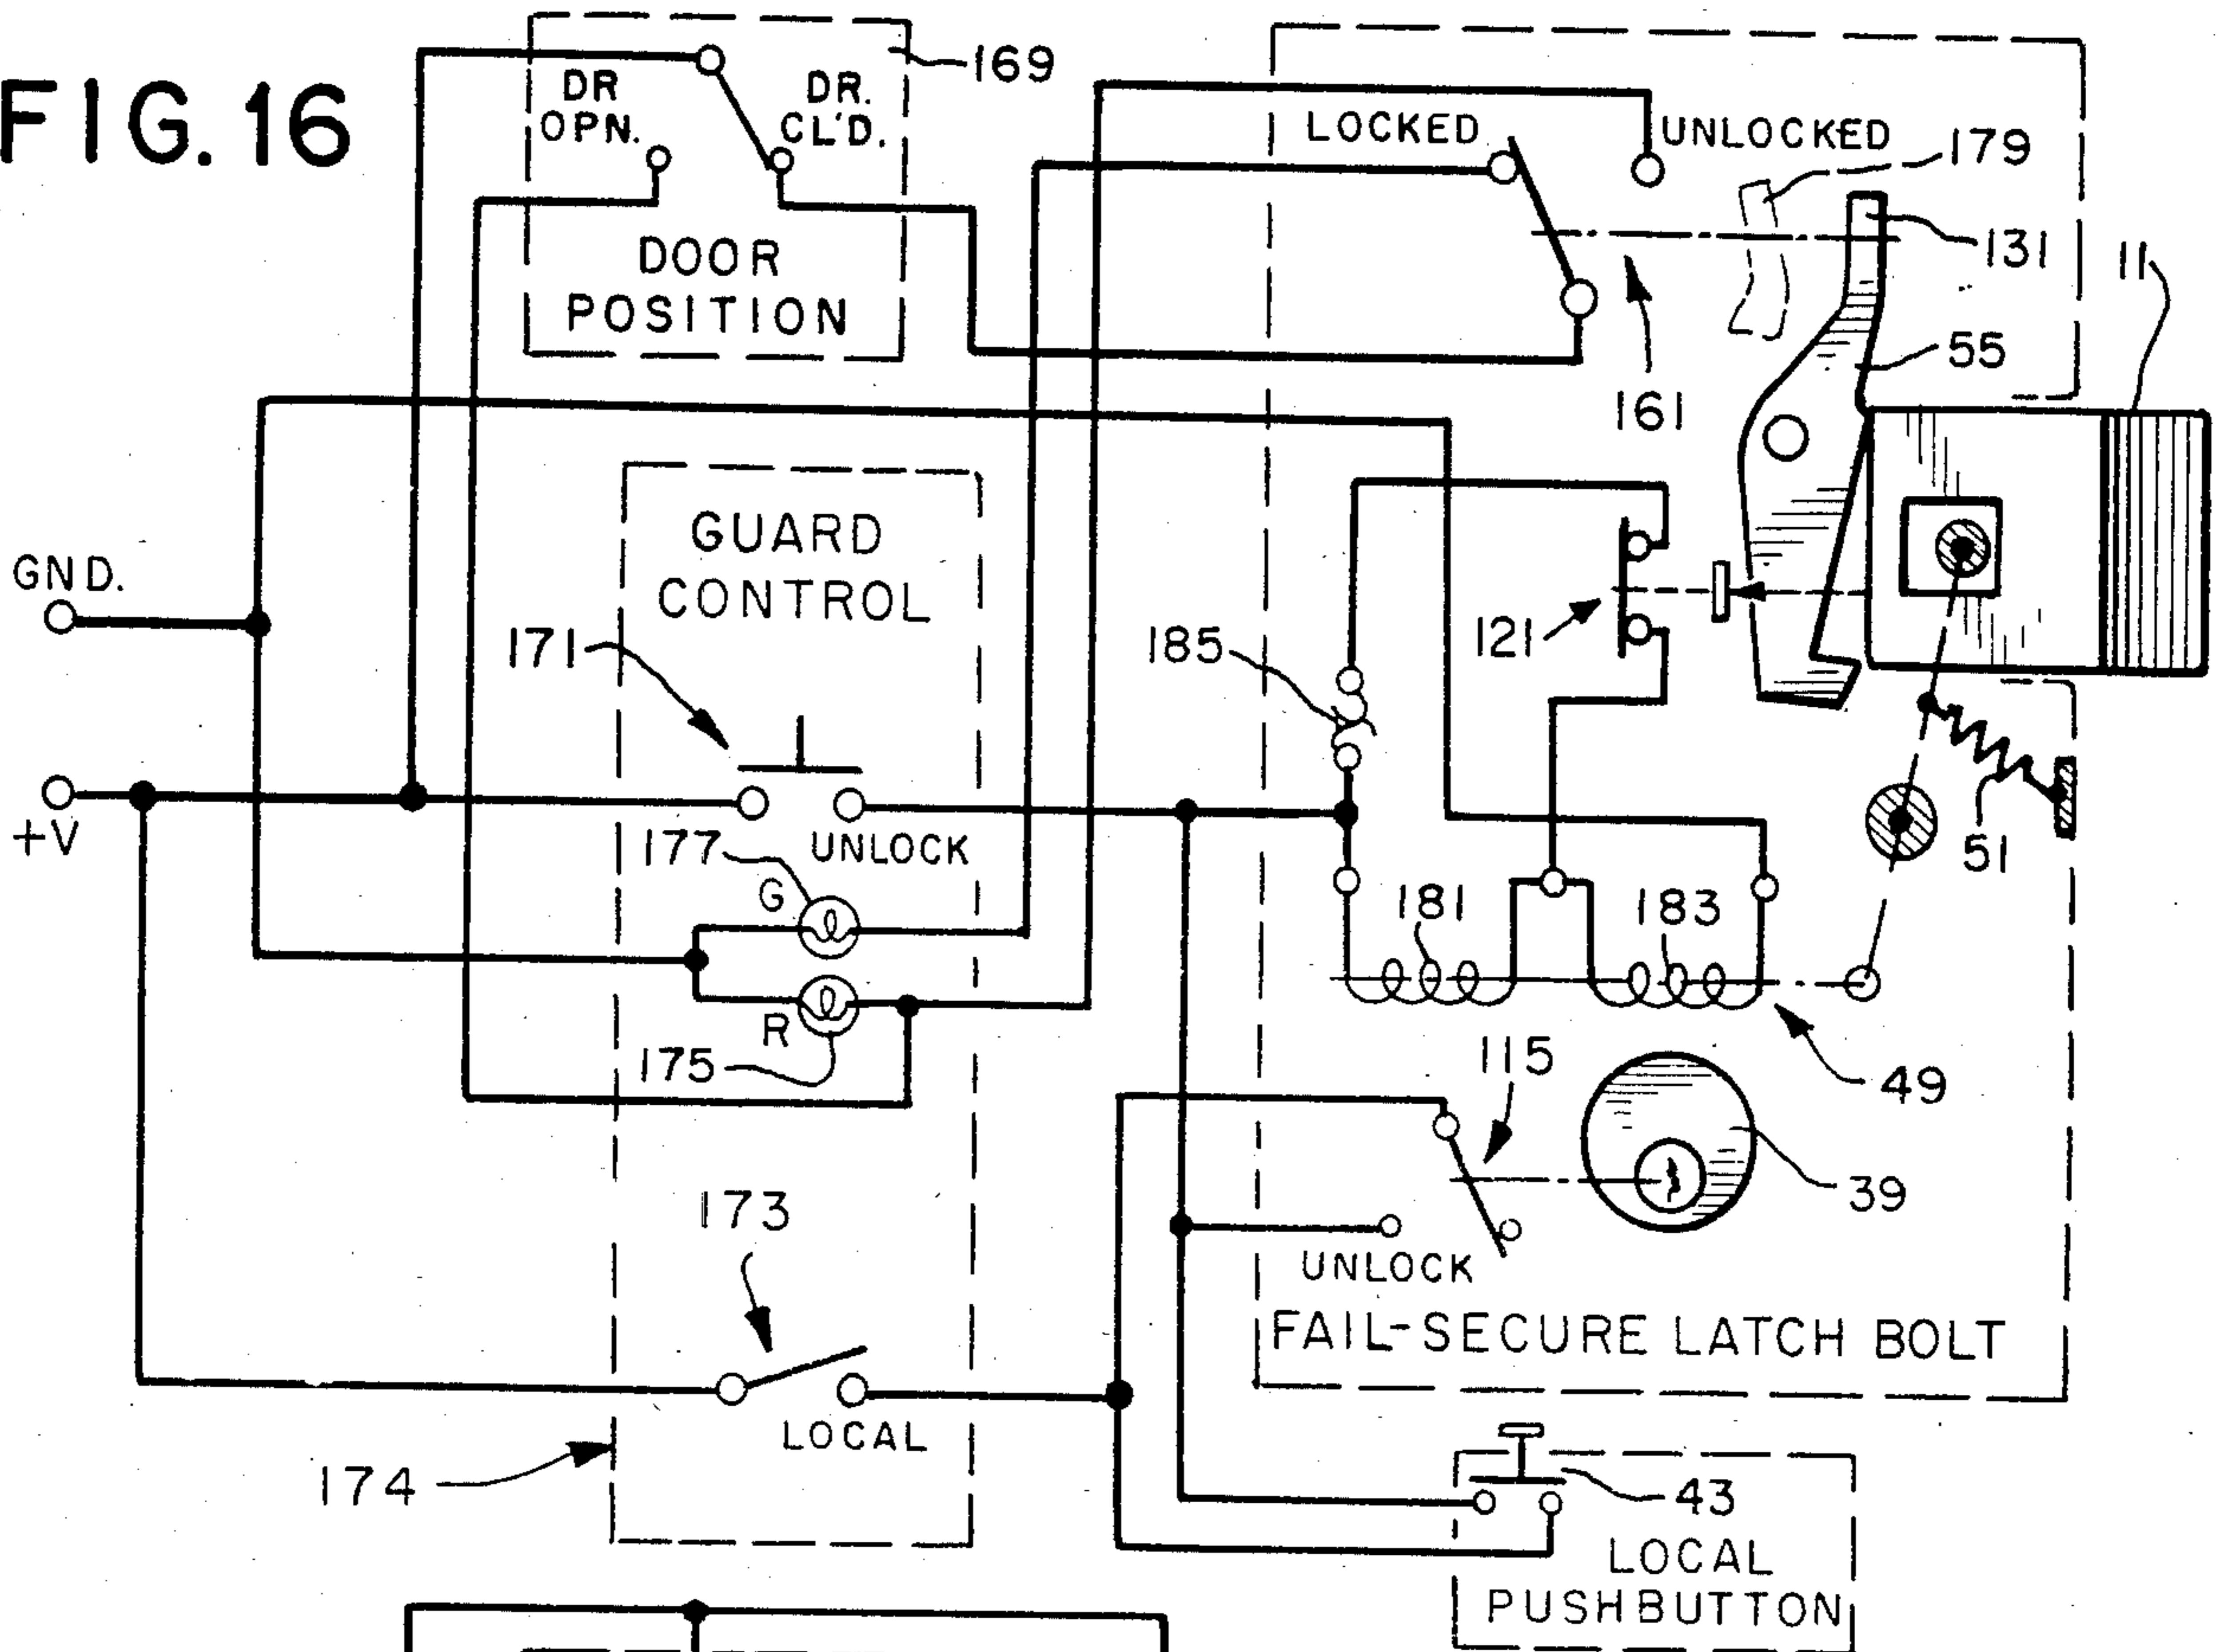 FIG. 16
DR OPN.
DR. CL'D.
169
DOOR
POSITION
LOCKED
UNLOCKED
179
131
11
55
161
GUARD
CONTROL
GND.
171
185
121
+V
177
UNLOCK
51
G
181
183
R
175
115
49
39
173
UNLOCK
FAIL-SECURE LATCH BOLT
LOCAL
174
43
LOCAL
PUSHBUTTON